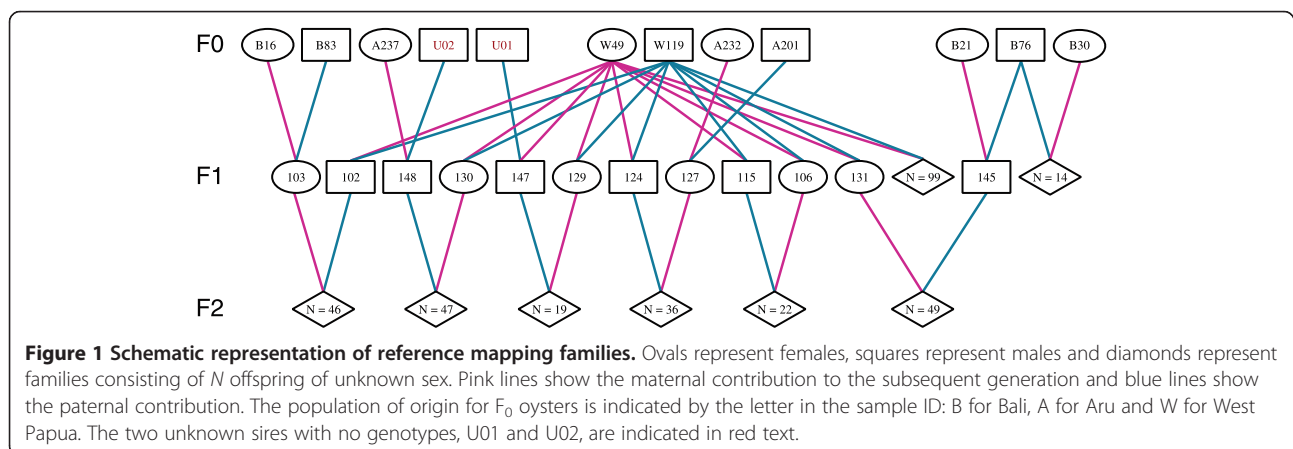 F0 B16 B83 A237 U02 U01 W49 W119 A232 A201 B21 B76 B30
F1 103 102 148 130 147 129 124 127 115 106 131 N = 99 145 N = 14
F2 N = 46 N = 47 N = 19 N = 36 N = 22 N = 49
Figure 1 Schematic representation of reference mapping families. Ovals represent females, squares represent males and diamonds represent
families consisting of N offspring of unknown sex. Pink lines show the maternal contribution to the subsequent generation and blue lines show
the paternal contribution. The population of origin for F0 oysters is indicated by the letter in the sample ID: B for Bali, A for Aru and W for West
Papua. The two unknown sires with no genotypes, U01 and U02, are indicated in red text.